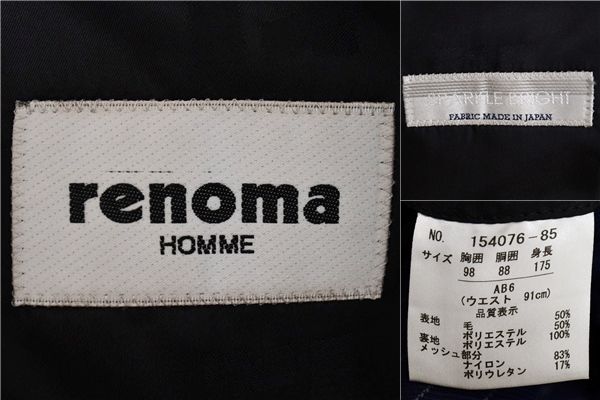 renoma
HOMME
SPARKLE BRIGHT
FABRIC MADE IN JAPAN
NO. 154076-85
サイズ 胸囲 胴囲 身長
98 88 175
AB6
(ウエスト 91cm)
品質表示
表地 毛 50%
ポリエステル 50%
裏地 ポリエステル 100%
メッシュ部分
ナイロン 83%
ポリウレタン 17%